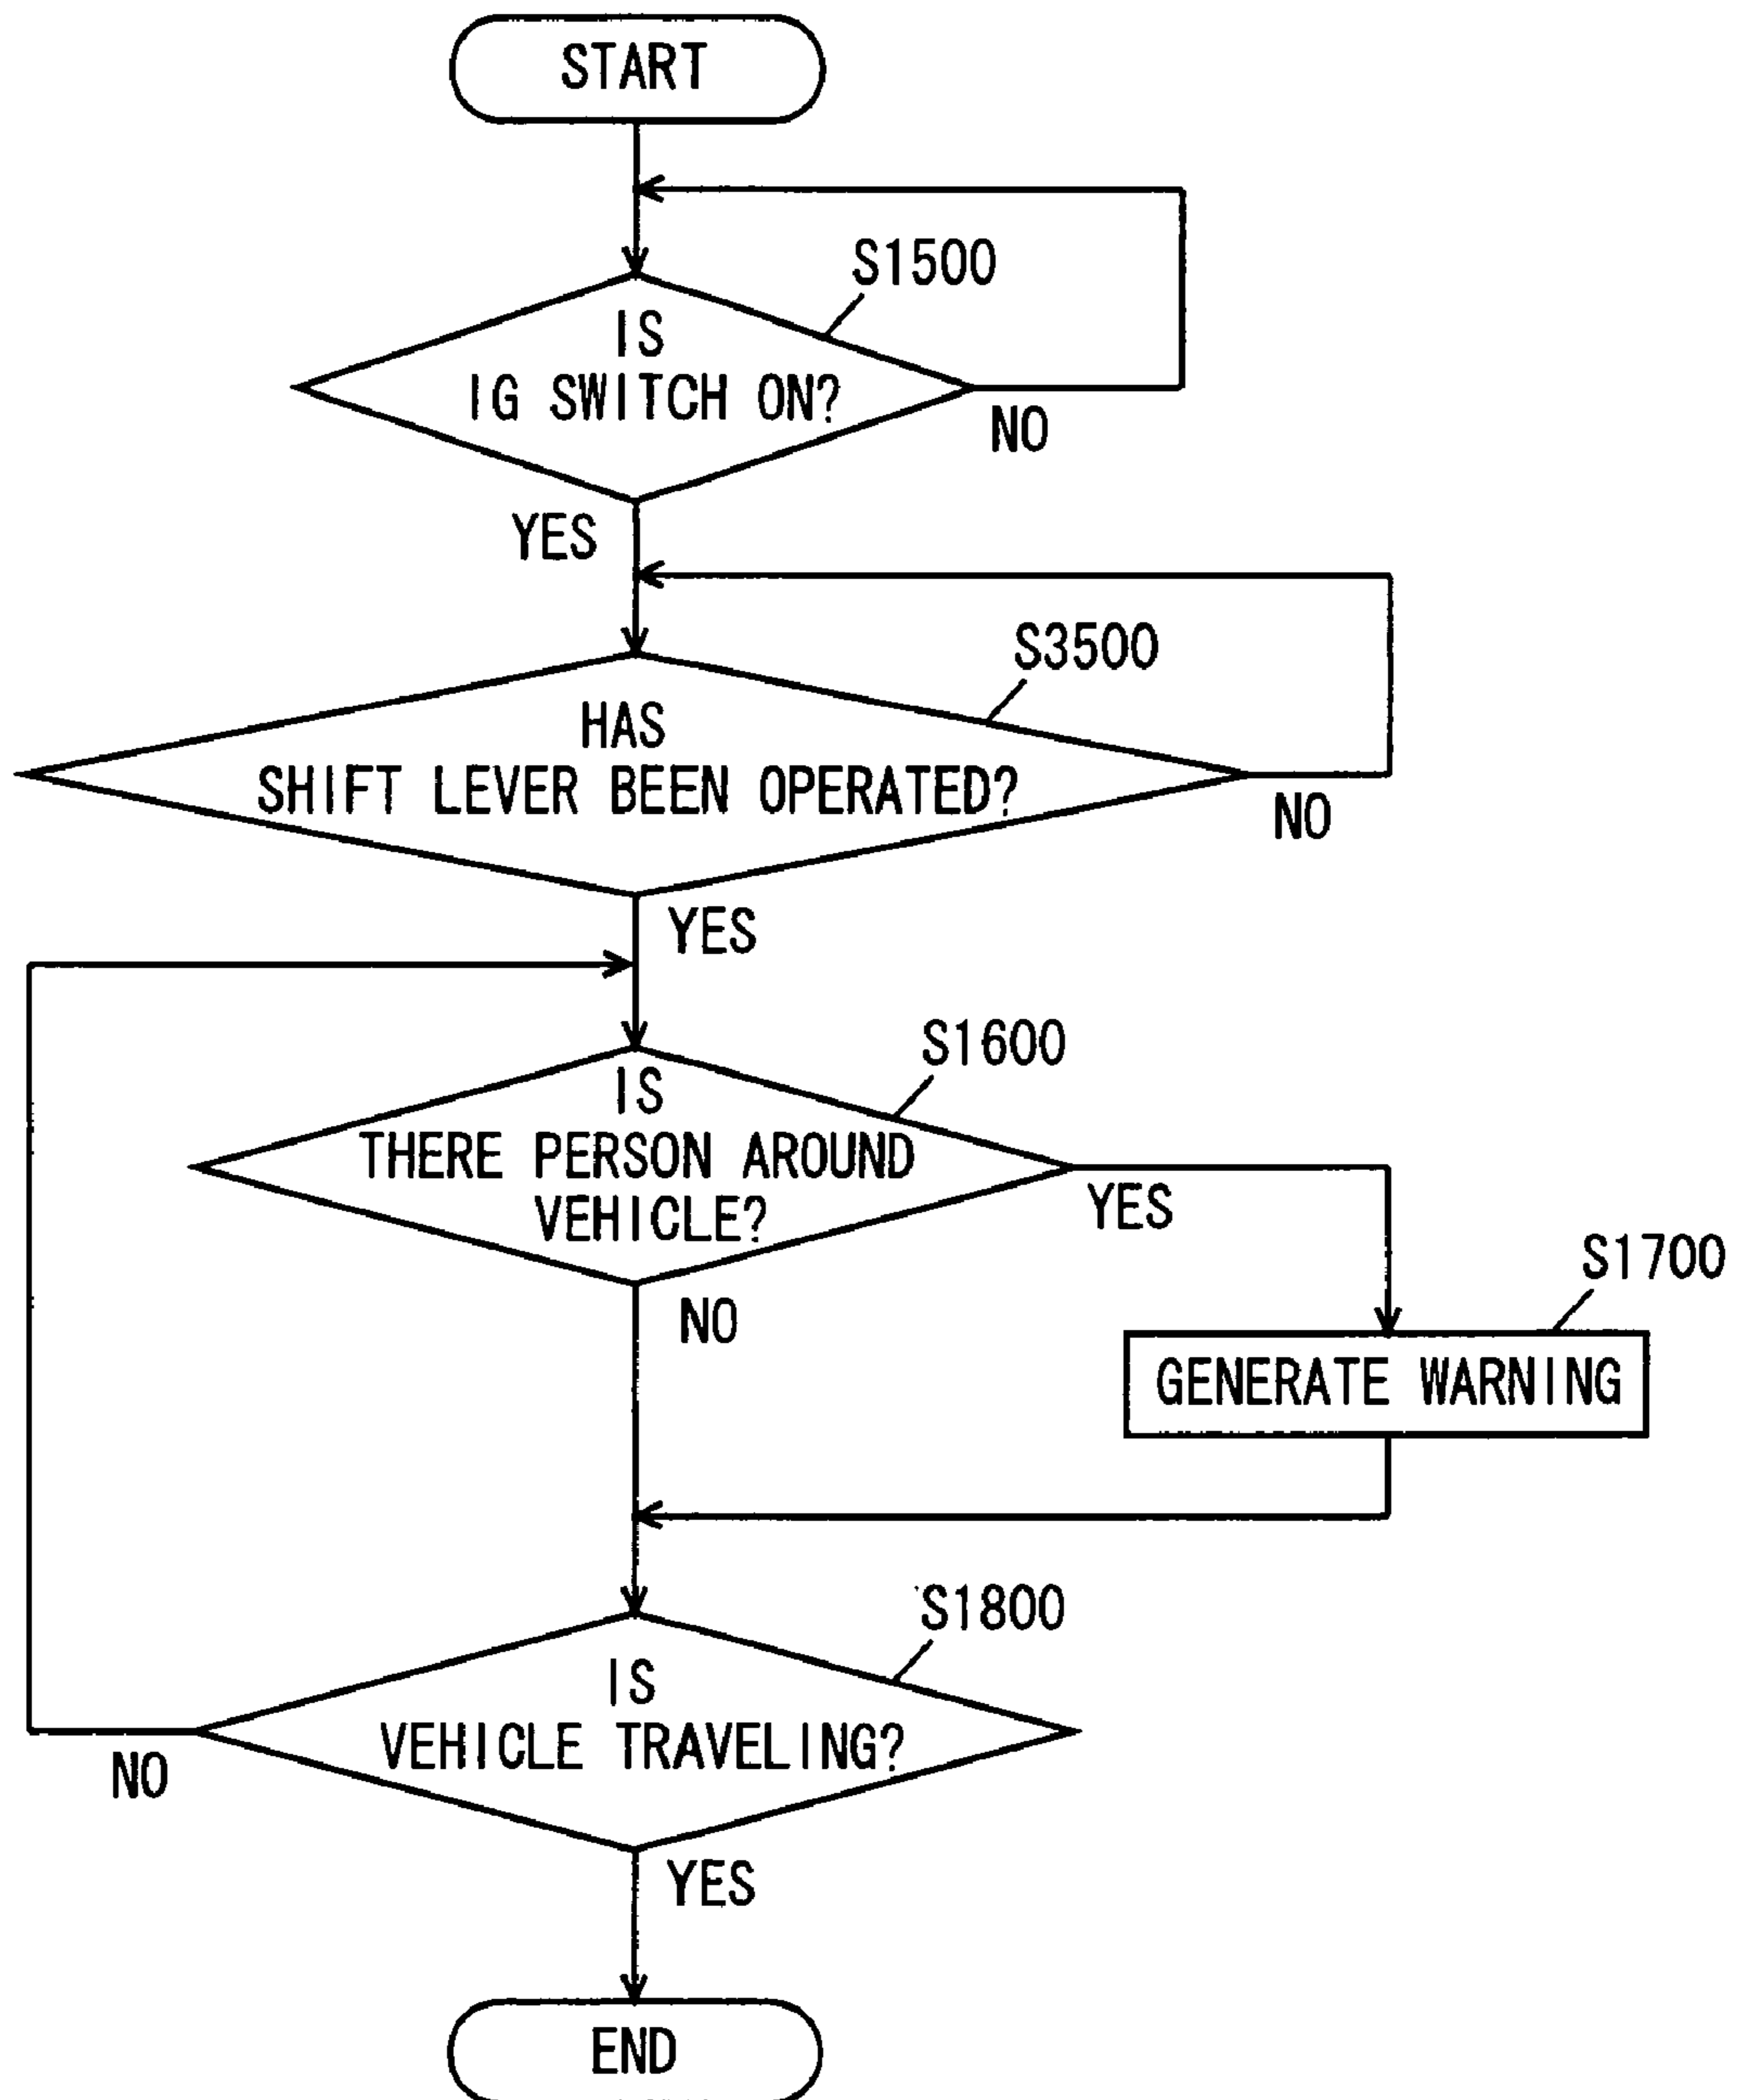 START
S1500
IS
IG SWITCH ON?
NO
YES
S3500
HAS
SHIFT LEVER BEEN OPERATED?
NO
YES
S1600
IS
THERE PERSON AROUND
VEHICLE?
YES
NO
S1700
GENERATE WARNING
S1800
IS
VEHICLE TRAVELING?
NO
YES
END